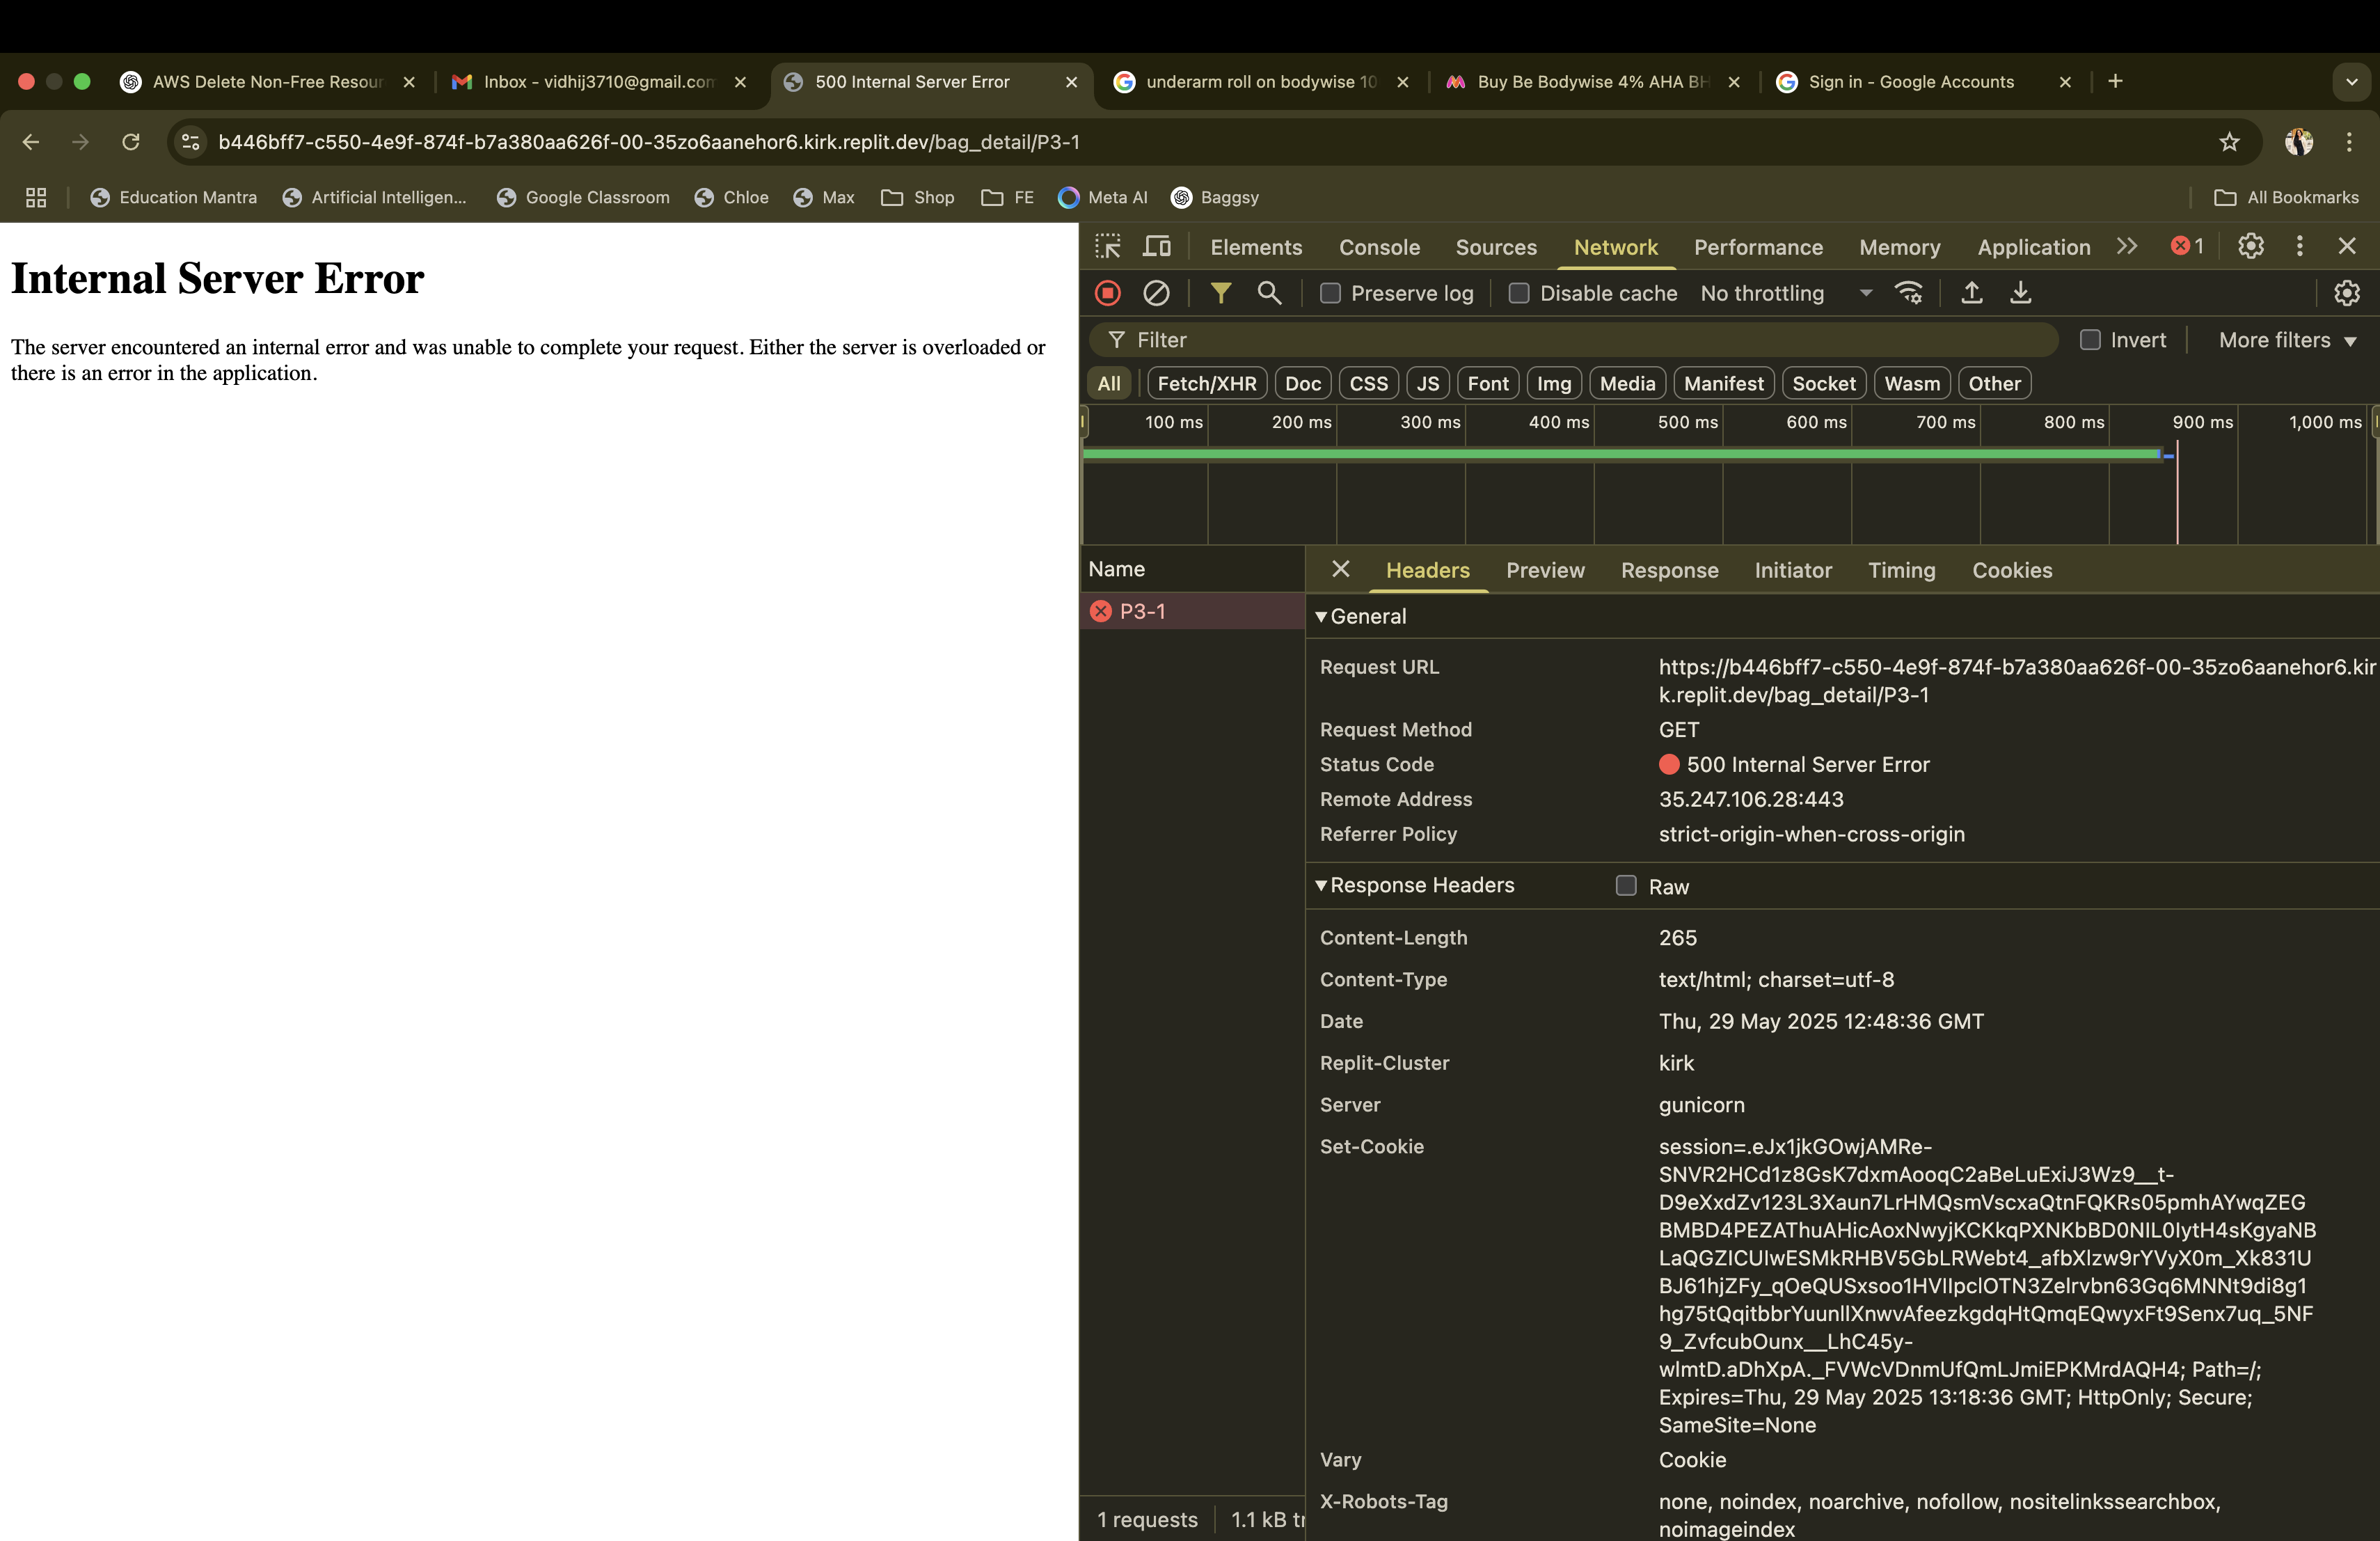 AWS Delete Non-Free Resour
Inbox - vidhij3710@gmail.com
500 Internal Server Error
underarm roll on bodywise 10
Buy Be Bodywise 4% AHA BH
Sign in - Google Accounts
b446bff7-c550-4e9f-874f-b7a380aa626f-00-35zo6aanehor6.kirk.replit.dev/bag_detail/P3-1
Education Mantra
Artificial Intelligen...
Google Classroom
Chloe
Max
Shop
FE
Meta AI
Baggsy
All Bookmarks
Internal Server Error
The server encountered an internal error and was unable to complete your request. Either the server is overloaded or
there is an error in the application.
Elements Console Sources Network Performance Memory Application 1
Preserve log Disable cache No throttling
Filter Invert More filters
All Fetch/XHR Doc CSS JS Font Img Media Manifest Socket Wasm Other
100 ms 200 ms 300 ms 400 ms 500 ms 600 ms 700 ms 800 ms 900 ms 1,000 ms
Name
P3-1
Headers Preview Response Initiator Timing Cookies
General
Request URL
https://b446bff7-c550-4e9f-874f-b7a380aa626f-00-35zo6aanehor6.kir
k.replit.dev/bag_detail/P3-1
Request Method
GET
Status Code
500 Internal Server Error
Remote Address
35.247.106.28:443
Referrer Policy
strict-origin-when-cross-origin
Response Headers
Raw
Content-Length
265
Content-Type
text/html; charset=utf-8
Date
Thu, 29 May 2025 12:48:36 GMT
Replit-Cluster
kirk
Server
gunicorn
Set-Cookie
session=.eJx1jkGOwjAMRe-
SNVR2HCd1z8GsK7dxmAooqC2aBeLuExiJ3Wz9__t-
D9eXxdZv123L3Xaun7LrHMQsmVscxaQtnFQKRs05pmhAYwqZEG
BMBD4PEZAThuAHicAoxNwyjKCKkqPXNKbBD0NIL0IytH4sKgyaNB
LaQGZICUIwESMkRHBV5GbLRWebt4_afbXlzw9rYVyX0m_Xk831U
BJ61hjZFy_qOeQUSxsoo1HVIIpclOTN3Zelrvbn63Gq6MNNt9di8g1
hg75tQqitbbrYuunllXnwvAfeezkgdqHtQmqEQwyxFt9Senx7uq_5NF
9_ZvfcubOunx__LhC45y-
wlmtD.aDhXpA._FVWcVDnmUfQmLJmiEPKMrdAQH4; Path=/;
Expires=Thu, 29 May 2025 13:18:36 GMT; HttpOnly; Secure;
SameSite=None
Vary
Cookie
X-Robots-Tag
none, noindex, noarchive, nofollow, nositelinkssearchbox,
noimageindex
1 requests
1.1 kB tr